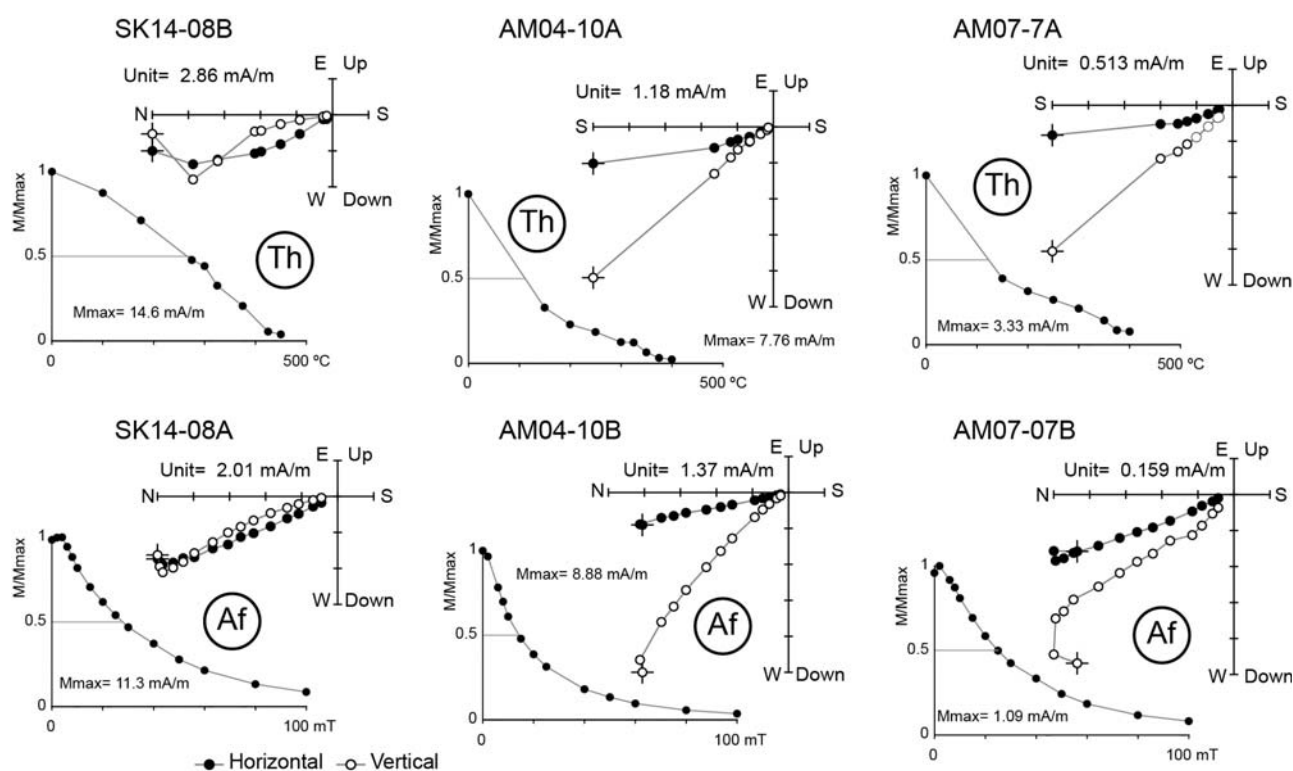 SK14-08B
E Up
Unit= 2.86 mA/m
N S
W Down
M/Mmax
1
0.5
0
Th
Mmax= 14.6 mA/m
0 500 ºC
AM04-10A
E Up
Unit= 1.18 mA/m
S S
W Down
M/Mmax
1
0.5
0
Th
Mmax= 7.76 mA/m
0 500 ºC
AM07-7A
E Up
Unit= 0.513 mA/m
S S
W Down
M/Mmax
1
0.5
0
Th
Mmax= 3.33 mA/m
0 500 ºC
SK14-08A
E Up
Unit= 2.01 mA/m
N S
W Down
M/Mmax
1
0.5
0
Af
Mmax= 11.3 mA/m
0 100 mT
AM04-10B
E Up
Unit= 1.37 mA/m
N S
W Down
M/Mmax
1
0.5
0
Af
Mmax= 8.88 mA/m
0 100 mT
AM07-07B
E Up
Unit= 0.159 mA/m
N S
W Down
M/Mmax
1
0.5
0
Af
Mmax= 1.09 mA/m
0 100 mT
Horizontal Vertical